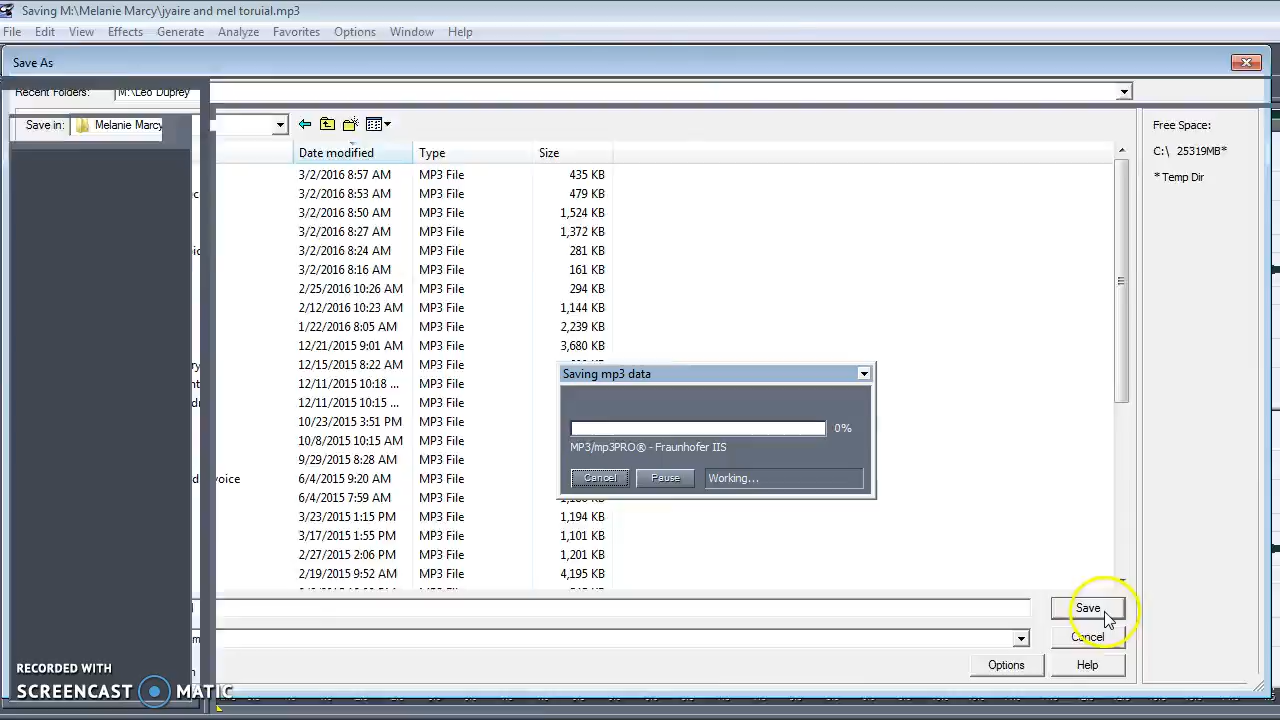 Saving M:\Melanie Marcy\jyaire and mel toruial.mp3
File Edit View Effects Generate Analyze Favorites Options Window Help
Save As
Recent Folders: M:\Leo Duprey
Save in: Melanie Marcy
Free Space:
C:\ 25319MB*
* Temp Dir
Date modified Type Size
3/2/2016 8:57 AM MP3 File 435 KB
3/2/2016 8:53 AM MP3 File 479 KB
3/2/2016 8:50 AM MP3 File 1,524 KB
3/2/2016 8:27 AM MP3 File 1,372 KB
3/2/2016 8:24 AM MP3 File 281 KB
3/2/2016 8:16 AM MP3 File 161 KB
2/25/2016 10:26 AM MP3 File 294 KB
2/12/2016 10:23 AM MP3 File 1,144 KB
1/22/2016 8:05 AM MP3 File 2,239 KB
12/21/2015 9:01 AM MP3 File 3,680 KB
12/15/2015 8:22 AM MP3 File
12/11/2015 10:18 ... MP3 File
12/11/2015 10:15 ... MP3 File
10/23/2015 3:51 PM MP3 File
10/8/2015 10:15 AM MP3 File
9/29/2015 8:28 AM MP3 File
voice 6/4/2015 9:20 AM MP3 File
6/4/2015 7:59 AM MP3 File
3/23/2015 1:15 PM MP3 File 1,194 KB
3/17/2015 1:55 PM MP3 File 1,101 KB
2/27/2015 2:06 PM MP3 File 1,201 KB
2/19/2015 9:52 AM MP3 File 4,195 KB
Saving mp3 data
0%
MP3/mp3PRO® - Fraunhofer IIS
Cancel Pause Working...
Save
Cancel
Options Help
RECORDED WITH
SCREENCAST MATIC